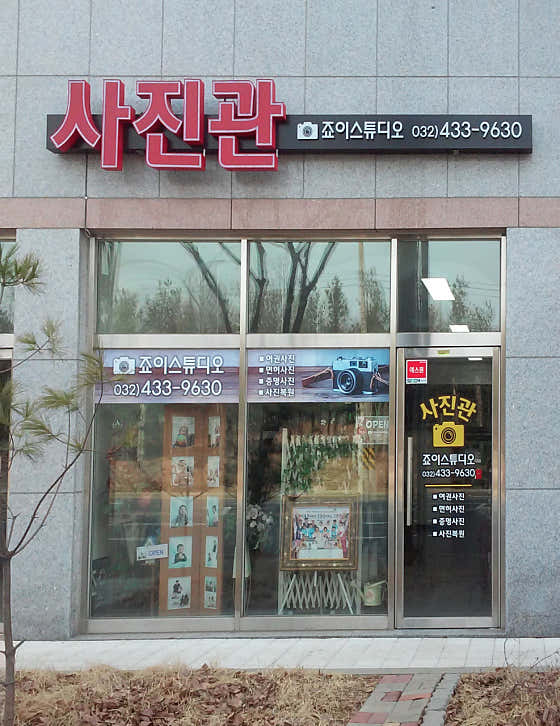 사진관 죠이스튜디오 032)433-9630
죠이스튜디오
032)433-9630
여권사진
면허사진
증명사진
사진복원
OPEN
OPEN
에스원
사진관
죠이스튜디오
032)433-9630
여권사진
면허사진
증명사진
사진복원